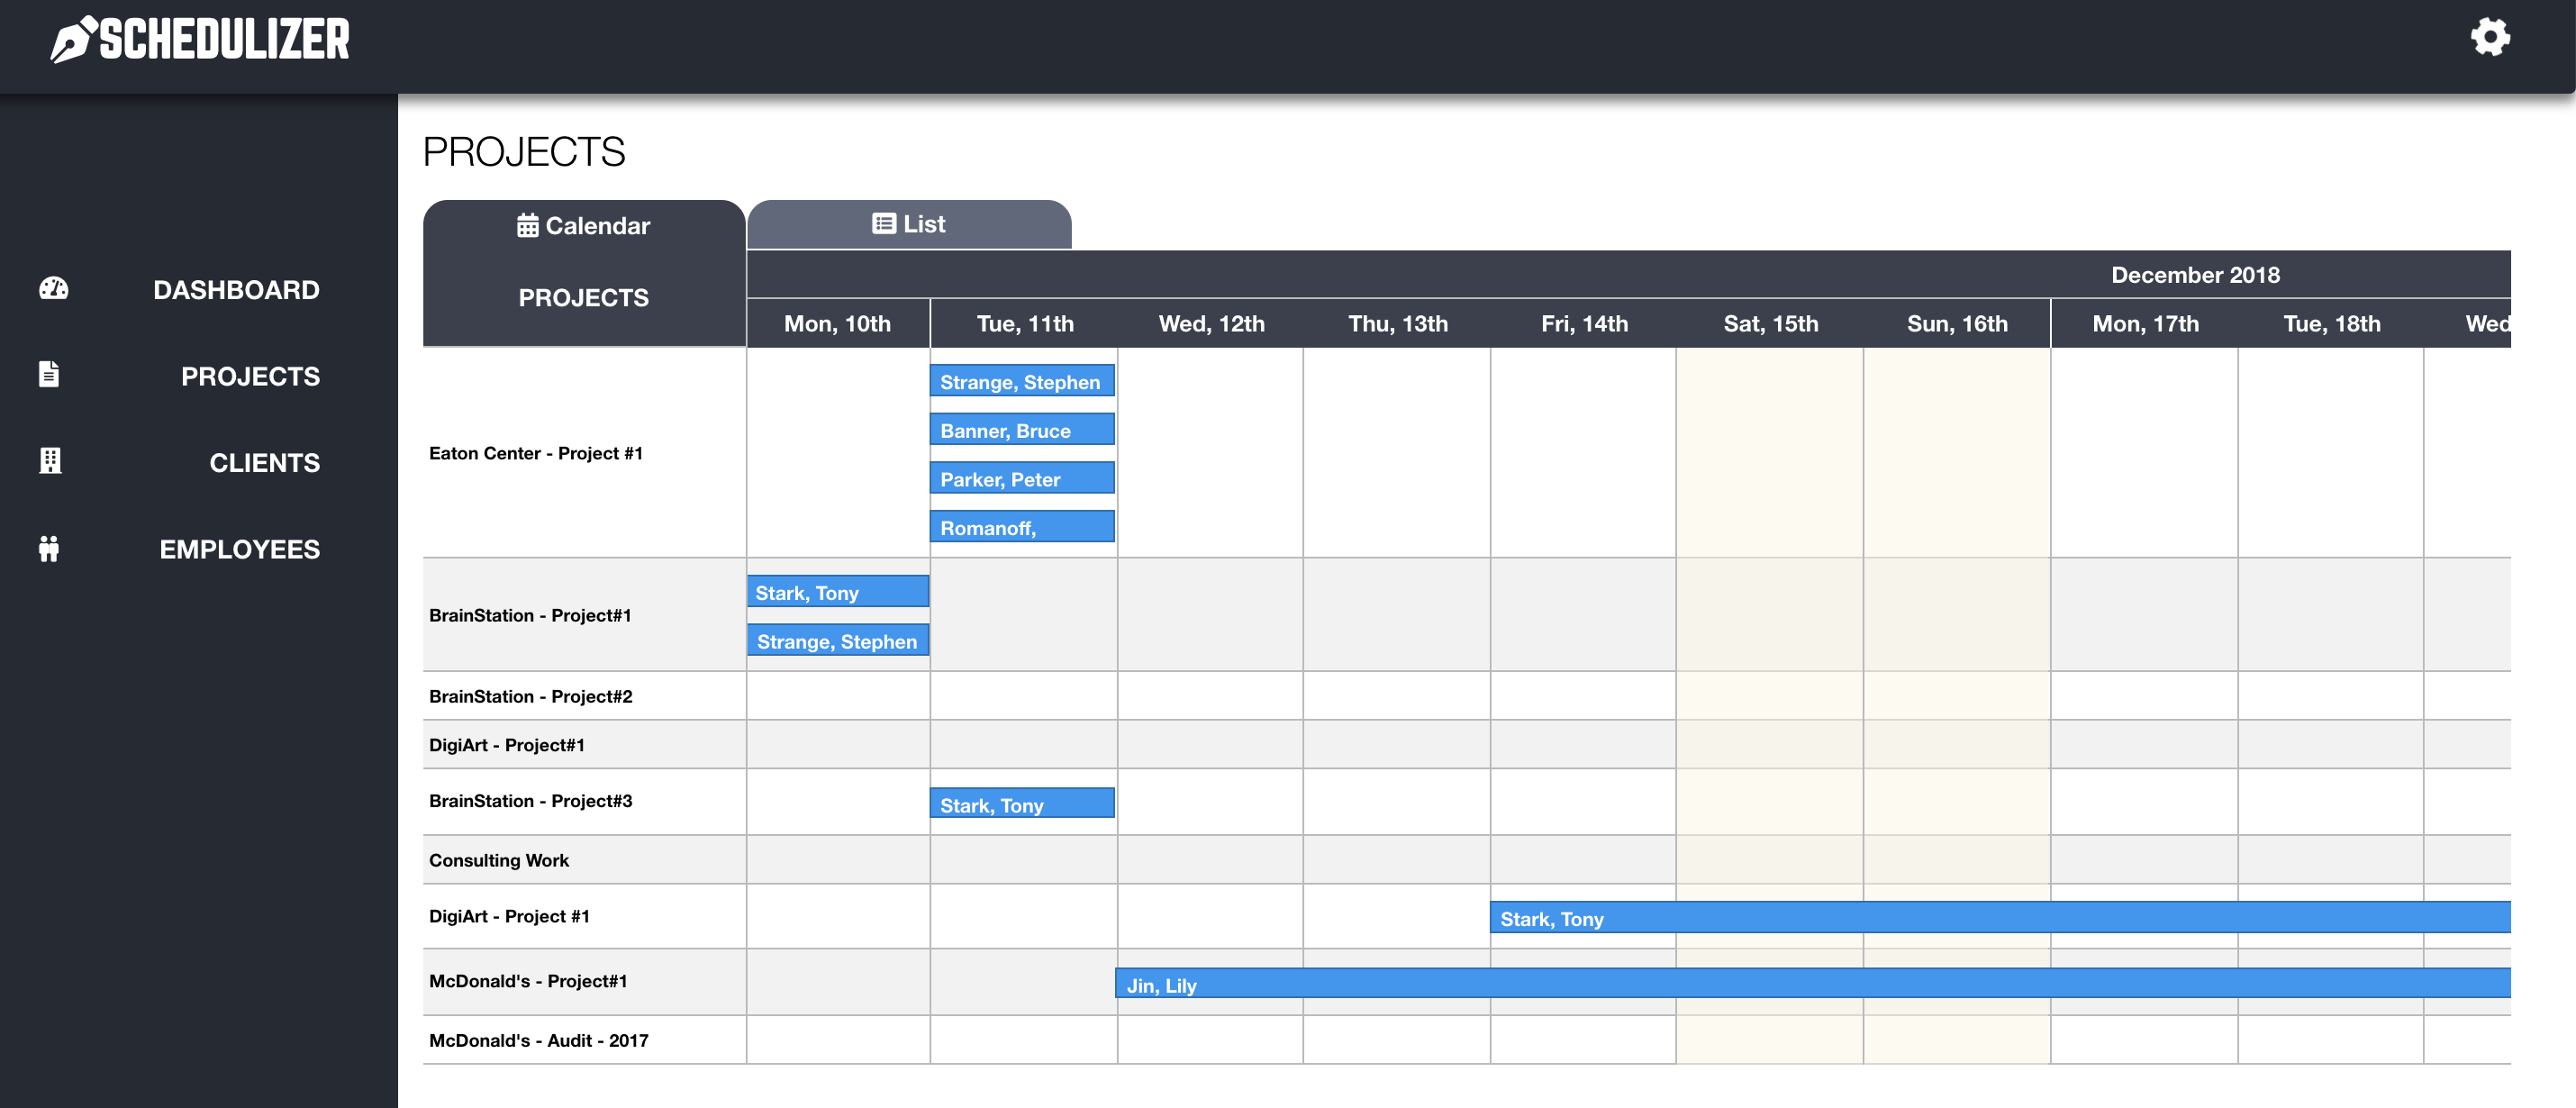 SCHEDULIZER
DASHBOARD
PROJECTS
CLIENTS
EMPLOYEES
PROJECTS
Calendar
List
PROJECTS
December 2018
Mon, 10th Tue, 11th Wed, 12th Thu, 13th Fri, 14th Sat, 15th Sun, 16th Mon, 17th Tue, 18th Wed
Eaton Center - Project #1
Strange, Stephen
Banner, Bruce
Parker, Peter
Romanoff,
BrainStation - Project#1
Stark, Tony
Strange, Stephen
BrainStation - Project#2
DigiArt - Project#1
BrainStation - Project#3
Stark, Tony
Consulting Work
DigiArt - Project #1
Stark, Tony
McDonald's - Project#1
Jin, Lily
McDonald's - Audit - 2017